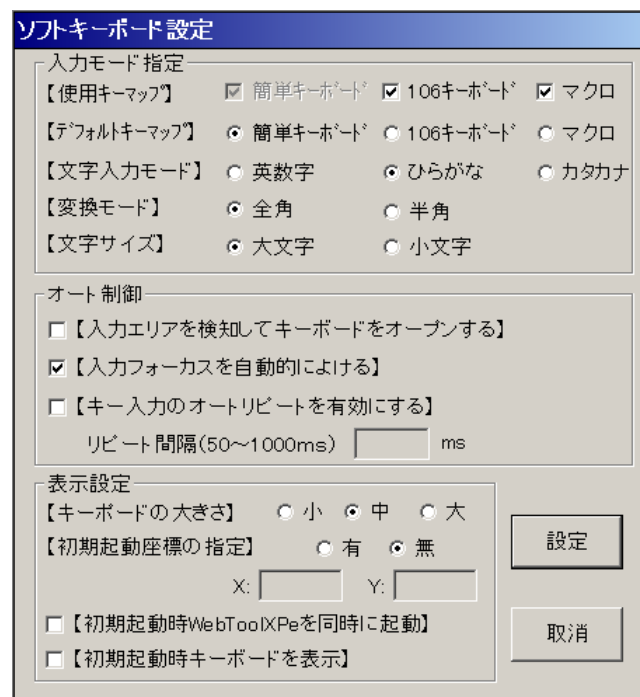 ソフトキーボード設定
入力モード指定
【使用キーマップ】 簡単キーボード 106キーボード マクロ
【デフォルトキーマップ】 簡単キーボード 106キーボード マクロ
【文字入力モード】 英数字 ひらがな カタカナ
【変換モード】 全角 半角
【文字サイズ】 大文字 小文字
オート制御
【入力エリアを検知してキーボードをオープンする】
【入力フォーカスを自動的によける】
【キー入力のオートリピートを有効にする】
リピート間隔(50～1000ms) ms
表示設定
【キーボードの大きさ】 小 中 大
【初期起動座標の指定】 有 無
X: Y:
【初期起動時WebToolXPeを同時に起動】
【初期起動時キーボードを表示】
設定
取消